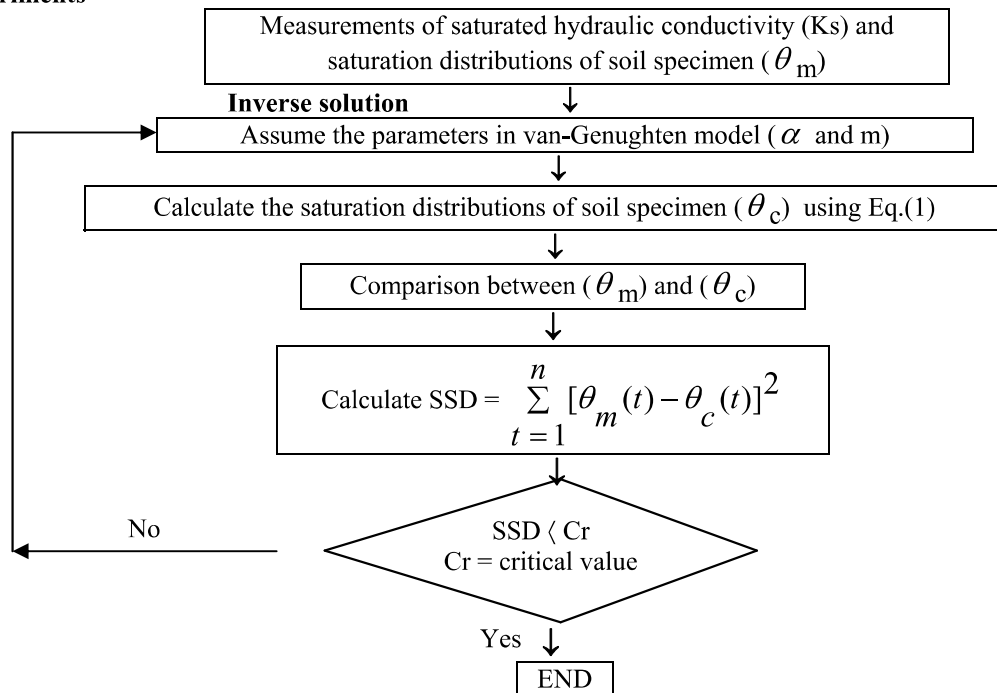 Measurements of saturated hydraulic conductivity (Ks) and
saturation distributions of soil specimen (θm)
Inverse solution
Assume the parameters in van-Genughten model (α and m)
Calculate the saturation distributions of soil specimen (θc) using Eq.(1)
Comparison between (θm) and (θc)
Calculate SSD = n∑t = 1 [θm(t) − θc(t)]²
No
SSD ⟨ Cr
Cr = critical value
Yes
END